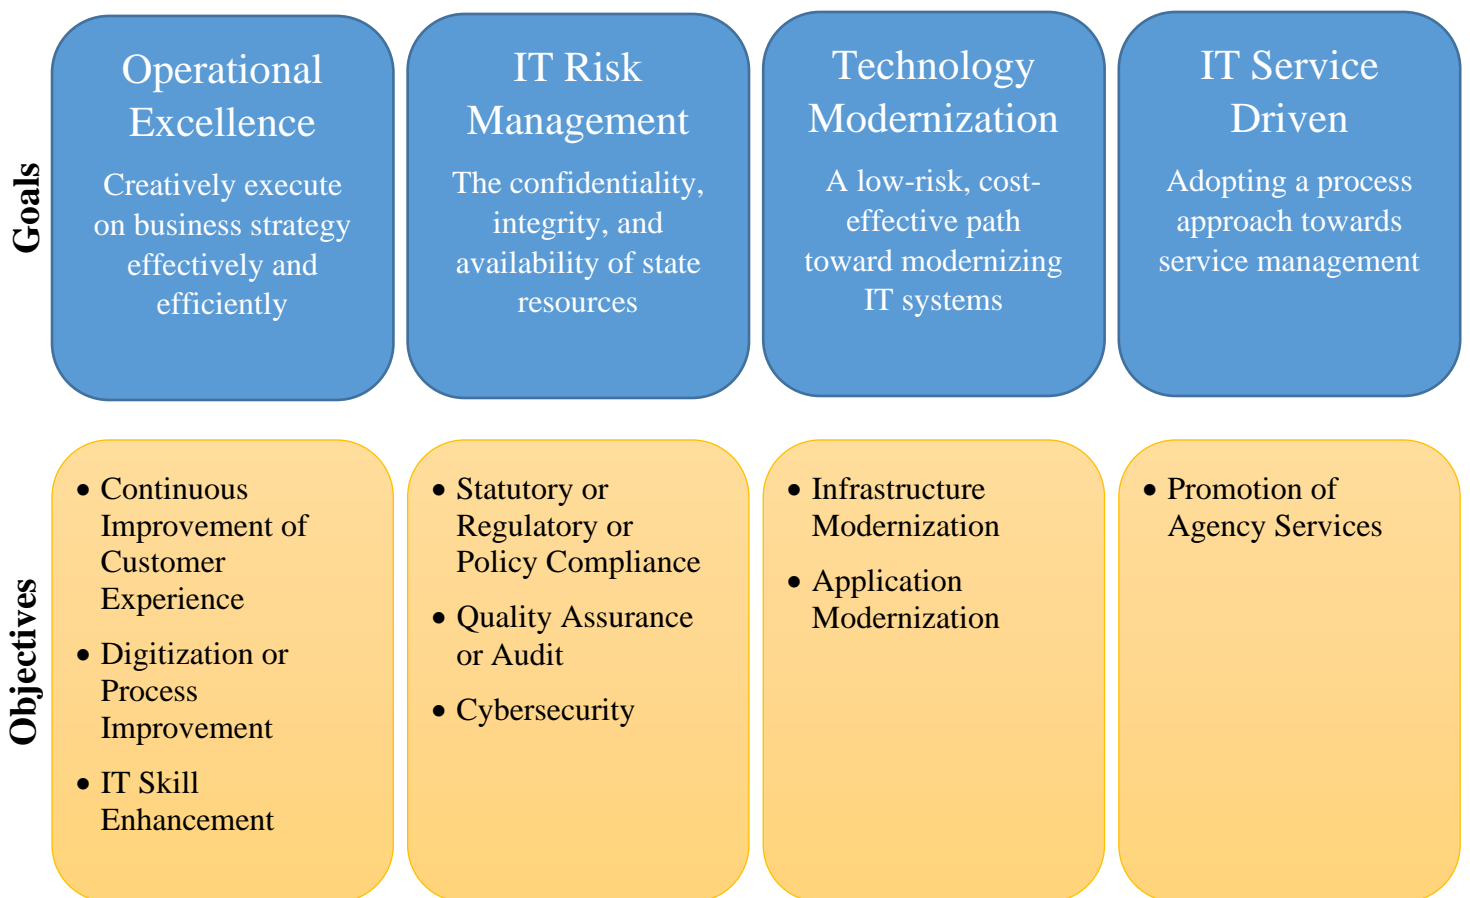 Goals
Operational
Excellence
Creatively execute
on business strategy
effectively and
efficiently
IT Risk
Management
The confidentiality,
integrity, and
availability of state
resources
Technology
Modernization
A low-risk, cost-
effective path
toward modernizing
IT systems
IT Service
Driven
Adopting a process
approach towards
service management
Objectives
• Continuous
Improvement of
Customer
Experience
• Digitization or
Process
Improvement
• IT Skill
Enhancement
• Statutory or
Regulatory or
Policy Compliance
• Quality Assurance
or Audit
• Cybersecurity
• Infrastructure
Modernization
• Application
Modernization
• Promotion of
Agency Services